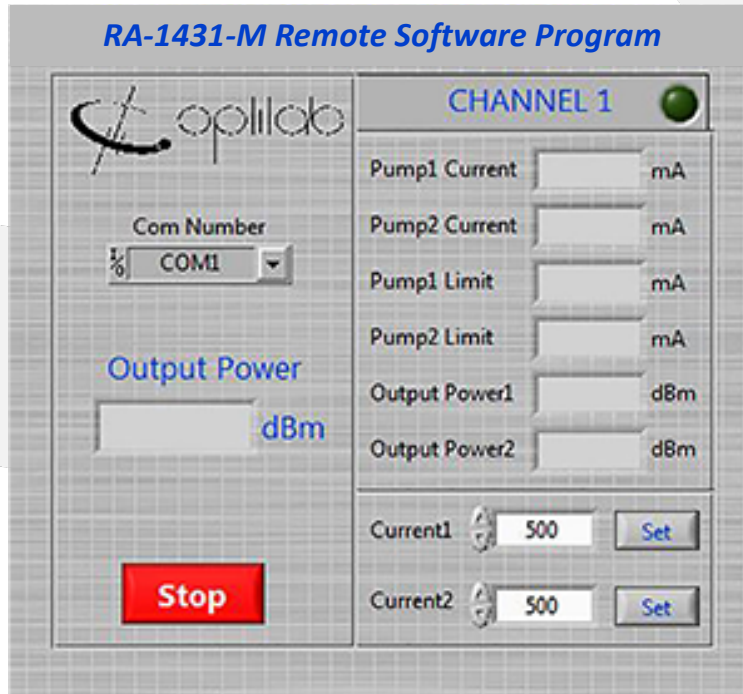 RA-1431-M Remote Software Program
optilab
CHANNEL 1
Com Number
I/O COM1
Output Power
dBm
Stop
Pump1 Current mA
Pump2 Current mA
Pump1 Limit mA
Pump2 Limit mA
Output Power1 dBm
Output Power2 dBm
Current1 500 Set
Current2 500 Set